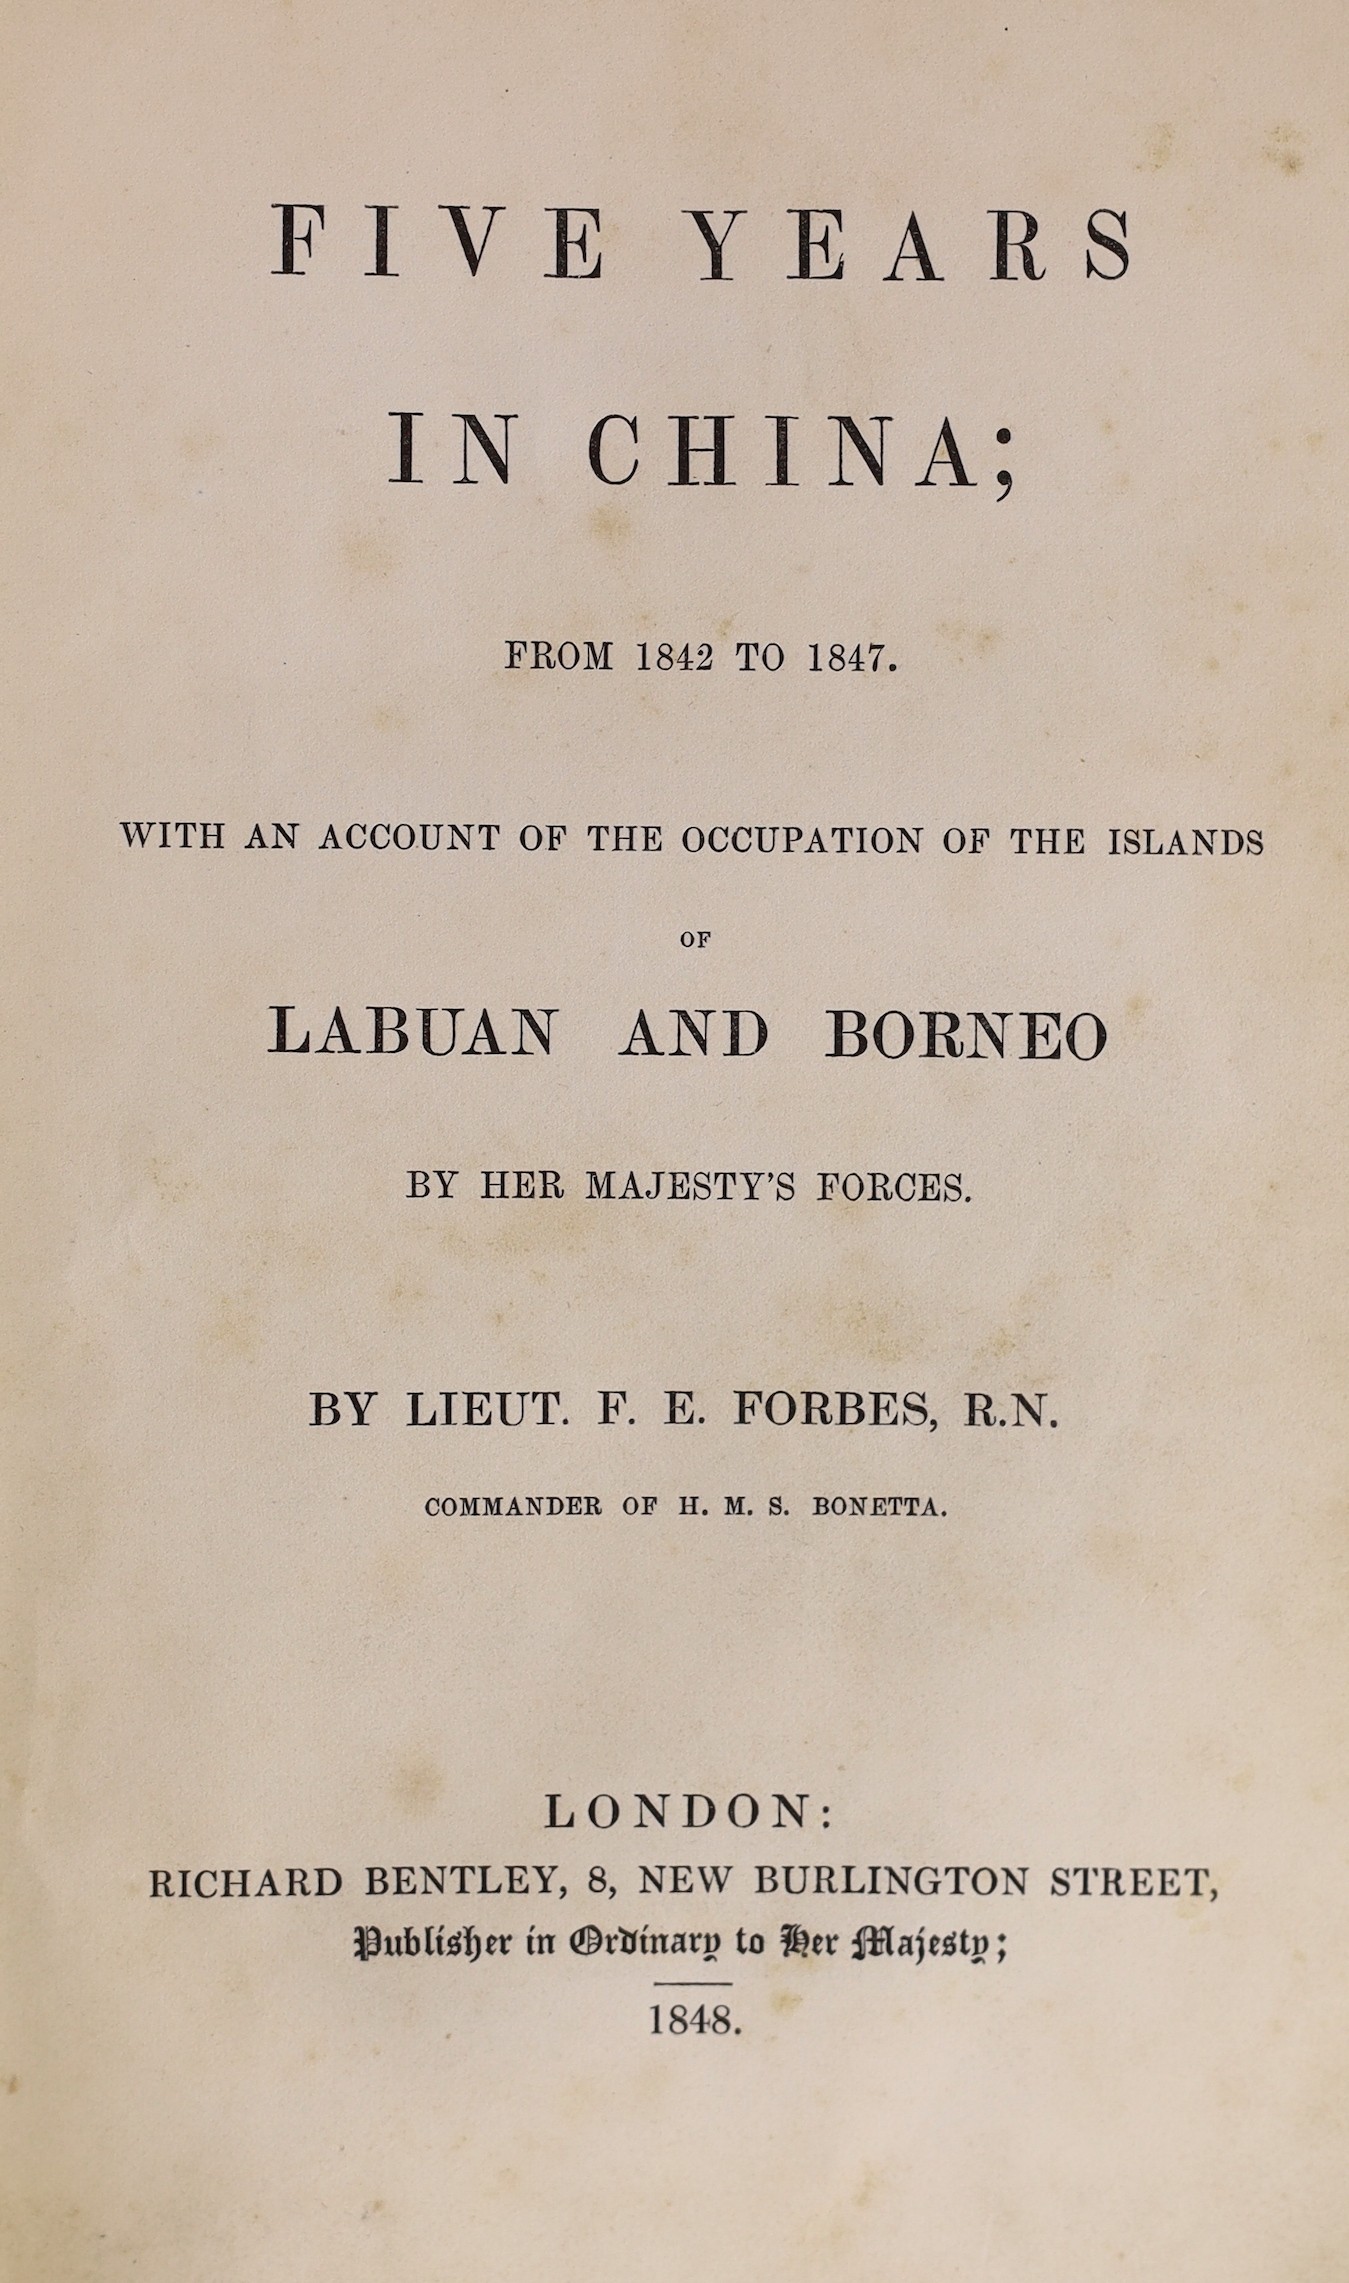 FIVE YEARS
IN CHINA;
FROM 1842 TO 1847.
WITH AN ACCOUNT OF THE OCCUPATION OF THE ISLANDS
OF
LABUAN AND BORNEO
BY HER MAJESTY'S FORCES.
BY LIEUT. F. E. FORBES, R.N.
COMMANDER OF H. M. S. BONETTA.
LONDON:
RICHARD BENTLEY, 8, NEW BURLINGTON STREET,
Publisher in Ordinary to Her Majesty;
1848.